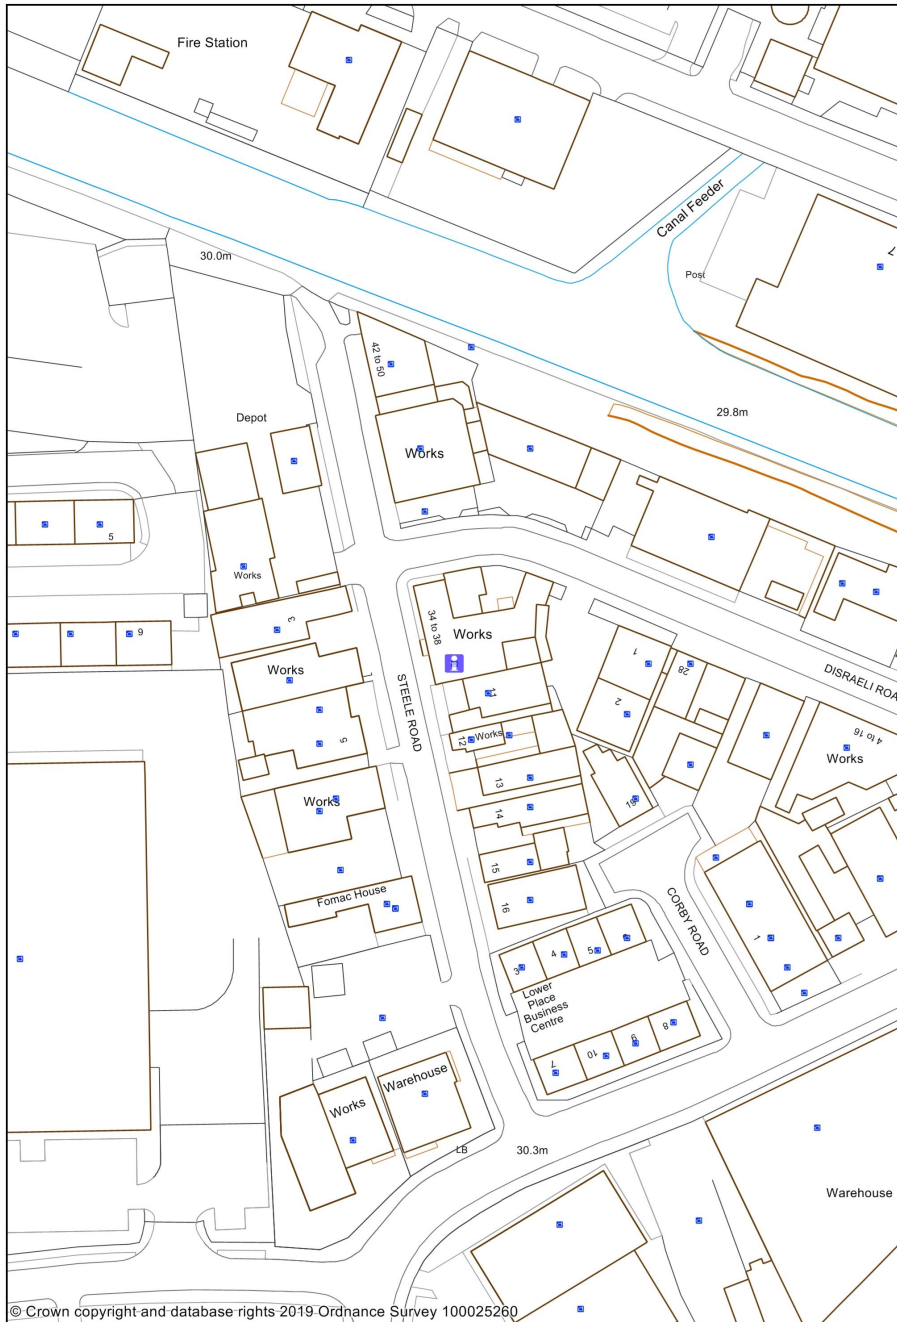 Fire Station
Canal Feeder
7
Post
30.0m
42 to 50
29.8m
Depot
Works
5
Works
3
34 to 38
Works
9
1
28
DISRAELI ROA
Works
STEELE ROAD
11
2
5
12
Works
4 to 16
Works
13
Works
19
14
15
Fomac House
16
CORBY ROAD
1
3
4
5
6
Lower
Place
Business
Centre
7
10
9
8
Warehouse
Works
LB
30.3m
Warehouse
© Crown copyright and database rights 2019 Ordnance Survey 100025260